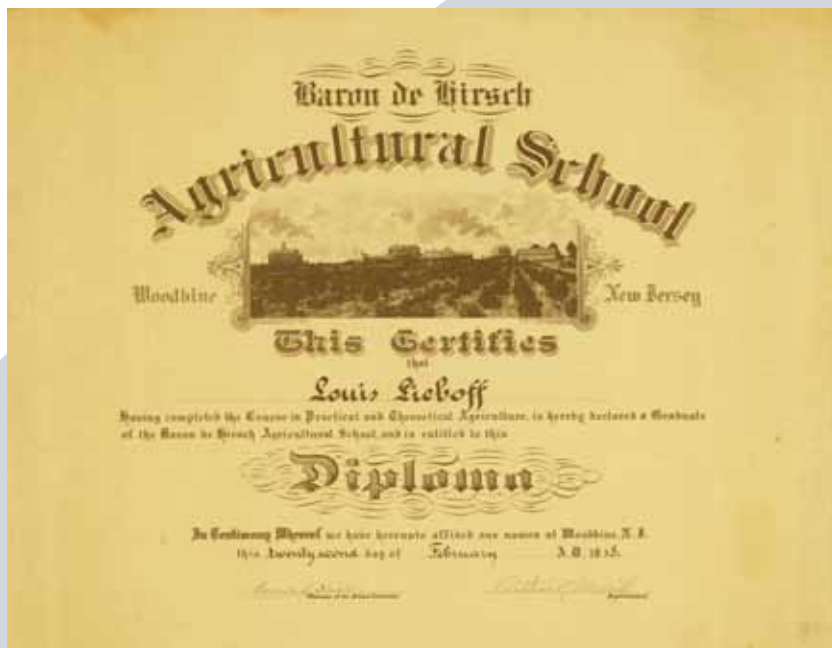 Baron de Hirsch
Agricultural School
Woodbine New Jersey
This Certifies
that
Louis Lieboff
Having completed the Course in Practical and Theoretical Agriculture, is hereby declared a Graduate
of the Baron de Hirsch Agricultural School, and is entitled to this
Diploma
In Testimony Whereof we have hereunto affixed our names at Woodbine, N. J.
this twenty second day of February A. D.
Superintendent